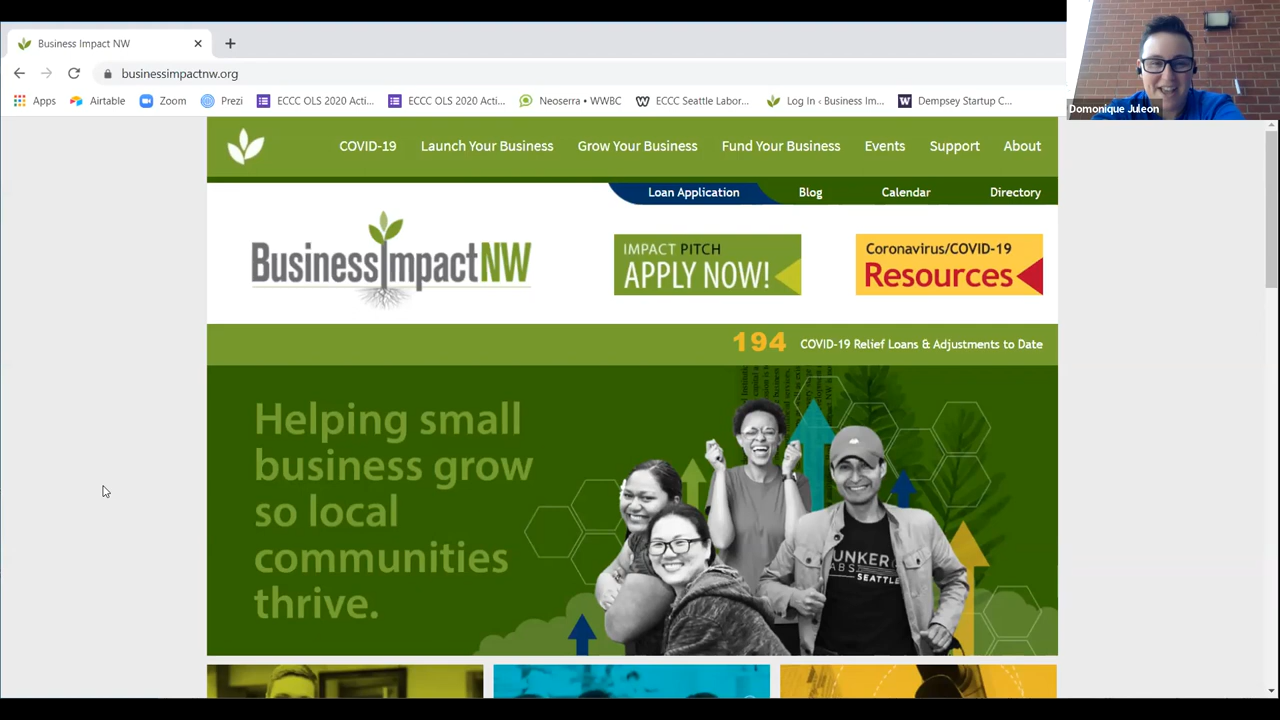 Business Impact NW
businessimpactnw.org
Apps Airtable Zoom Prezi ECCC OLS 2020 Acti... ECCC OLS 2020 Acti... Neoserra • WWBC ECCC Seattle Labor... Log In ‹ Business Im... Dempsey Startup C...
Domonique Juleon
COVID-19 Launch Your Business Grow Your Business Fund Your Business Events Support About
Loan Application Blog Calendar Directory
BusinessImpactNW
IMPACT PITCH
APPLY NOW!
Coronavirus/COVID-19
Resources
194 COVID-19 Relief Loans & Adjustments to Date
Helping small
business grow
so local
communities
thrive.
UNKER
ABS
SEATTLE